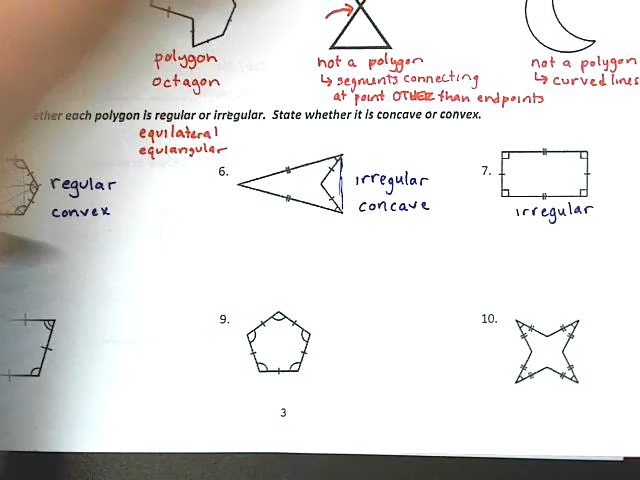 polygon
octagon
not a polygon
↳ segments connecting
at point OTHER than endpoints
not a polygon
↳ curved lines
each polygon is regular or irregular. State whether it is concave or convex.
equilateral
equiangular
regular
convex
6.
irregular
concave
7.
irregular
9.
10.
3